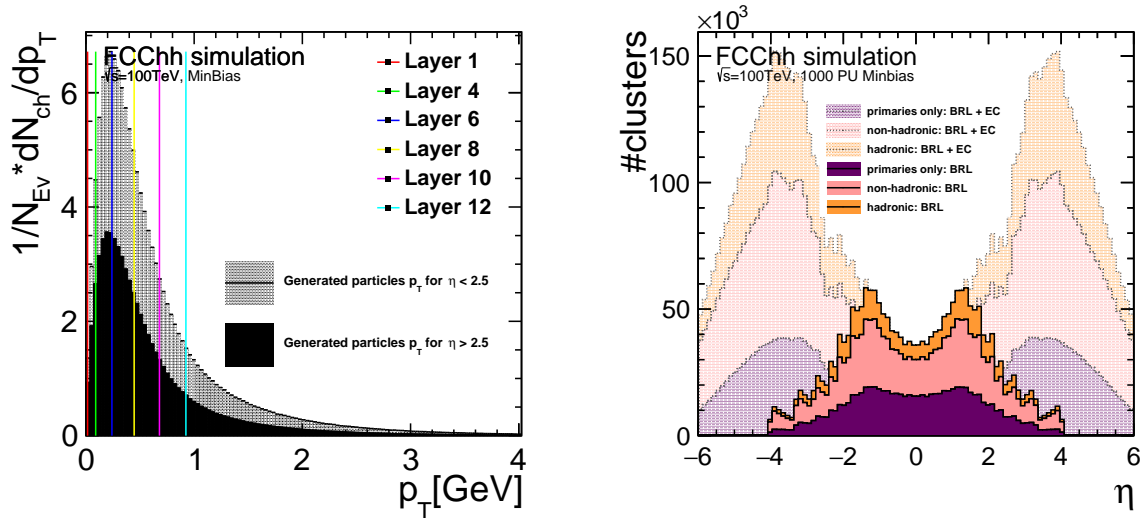 FCChh simulation
√s=100TeV, MinBias
Layer 1
Layer 4
Layer 6
Layer 8
Layer 10
Layer 12
Generated particles p_T for η < 2.5
Generated particles p_T for η > 2.5
1/N_Ev *dN_ch/dp_T
6
4
2
0
0 1 2 3 4
p_T[GeV]
×10³
FCChh simulation
√s=100TeV, 1000 PU Minbias
primaries only: BRL + EC
non-hadronic: BRL + EC
hadronic: BRL + EC
primaries only: BRL
non-hadronic: BRL
hadronic: BRL
#clusters
150
100
50
0
−6 −4 −2 0 2 4 6
η